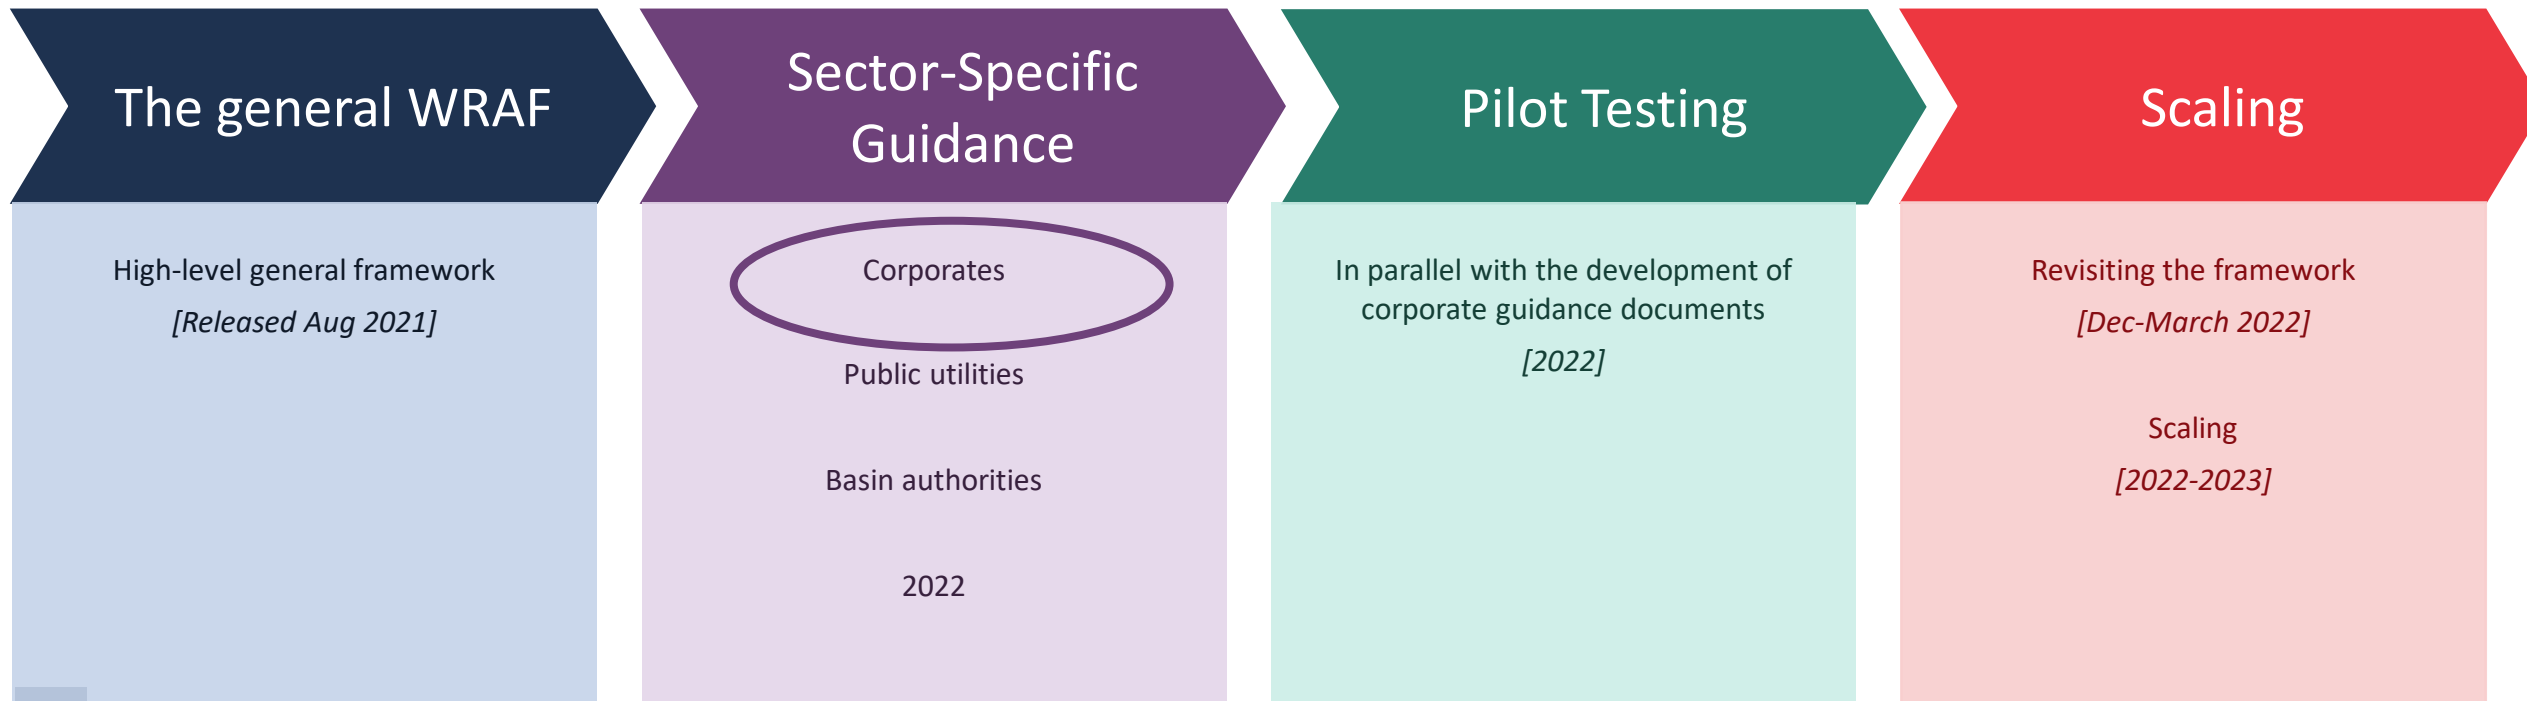 The general WRAF
High-level general framework
[Released Aug 2021]
Sector-Specific
Guidance
Corporates
Public utilities
Basin authorities
2022
Pilot Testing
In parallel with the development of
corporate guidance documents
[2022]
Scaling
Revisiting the framework
[Dec-March 2022]
Scaling
[2022-2023]